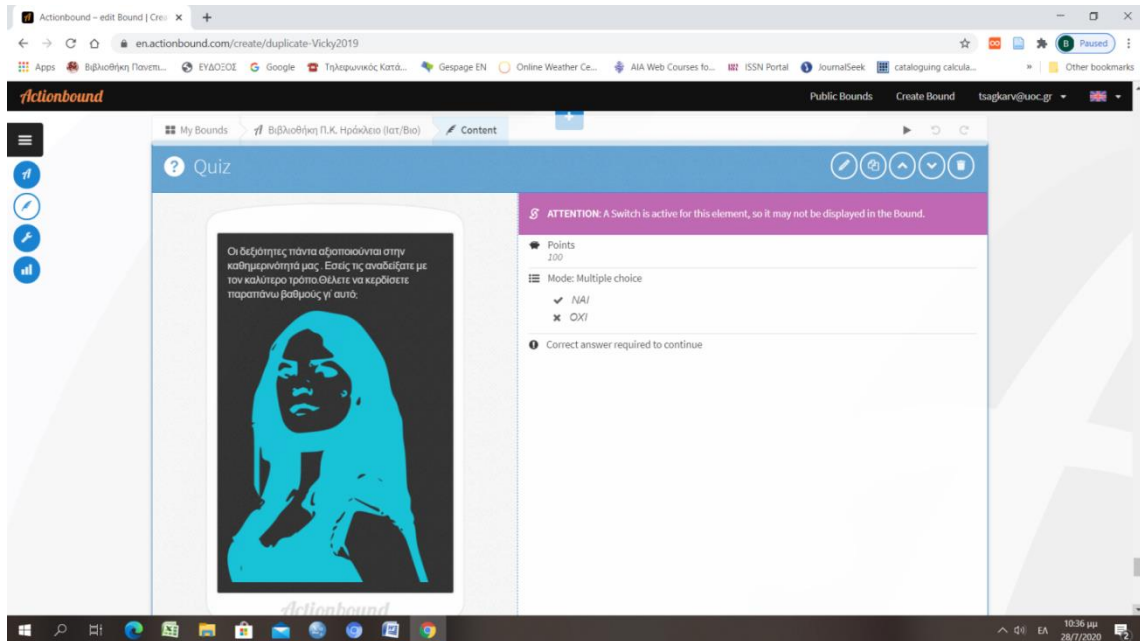 Actionbound – edit Bound | Crea
en.actionbound.com/create/duplicate-Vicky2019
Paused
Apps Βιβλιοθήκη Πανεπι... ΕΥΔΟΞΟΣ Google Τηλεφωνικός Κατά... Gespage EN Online Weather Ce... AIA Web Courses fo... ISSN Portal JournalSeek cataloguing calcula... » Other bookmarks
Actionbound Public Bounds Create Bound tsagkarv@uoc.gr
My Bounds Βιβλιοθήκη Π.Κ. Ηράκλειο (Ιατ/Βιο) Content
Quiz
ATTENTION: A Switch is active for this element, so it may not be displayed in the Bound.
Οι δεξιότητες πάντα αξιοποιούνται στην
καθημερινότητά μας . Εσείς τις αναδείξατε με
τον καλύτερο τρόπο.Θέλετε να κερδίσετε
παραπάνω βαθμούς γι΄ αυτό;
Points
100
Mode: Multiple choice
ΝΑΙ
ΟΧΙ
Correct answer required to continue
Actionbound
ΕΛ
10:36 μμ
28/7/2020